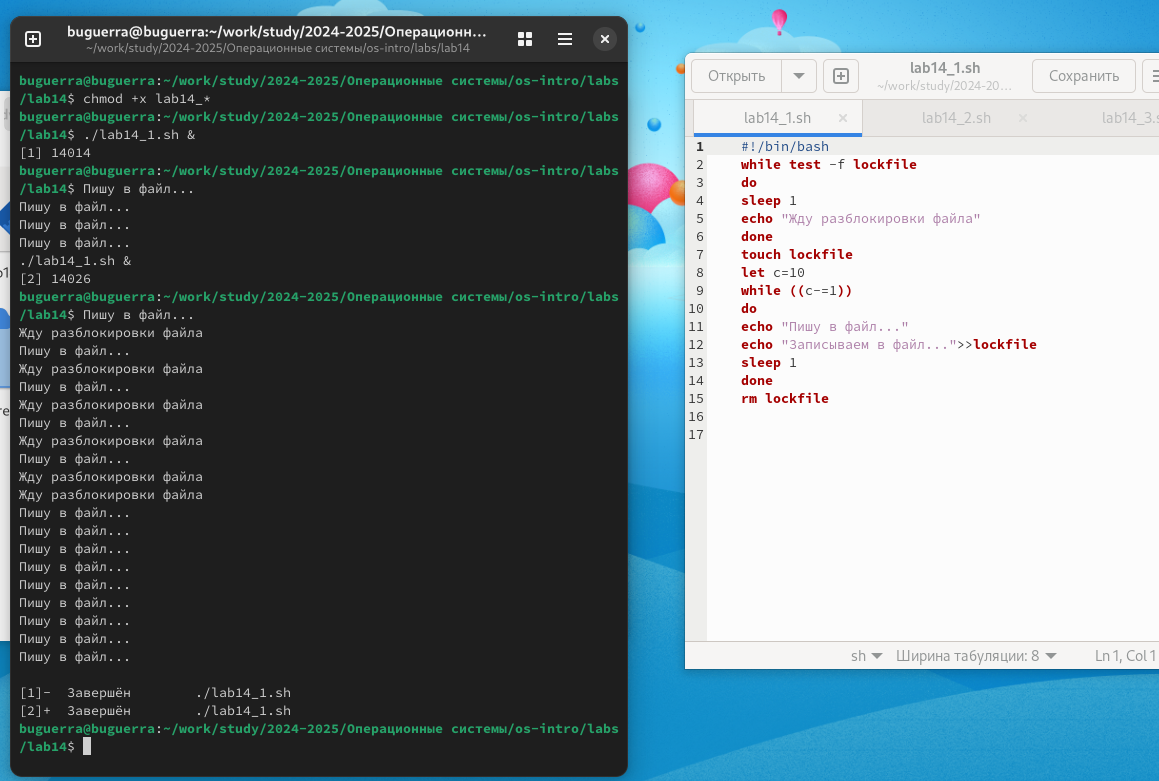 buguerra@buguerra:~/work/study/2024-2025/Операционн...
~/work/study/2024-2025/Операционные системы/os-intro/labs/lab14
buguerra@buguerra:~/work/study/2024-2025/Операционные системы/os-intro/labs
/lab14$ chmod +x lab14_*
buguerra@buguerra:~/work/study/2024-2025/Операционные системы/os-intro/labs
/lab14$ ./lab14_1.sh &
[1] 14014
buguerra@buguerra:~/work/study/2024-2025/Операционные системы/os-intro/labs
/lab14$ Пишу в файл...
Пишу в файл...
Пишу в файл...
Пишу в файл...
./lab14_1.sh &
[2] 14026
buguerra@buguerra:~/work/study/2024-2025/Операционные системы/os-intro/labs
/lab14$ Пишу в файл...
Жду разблокировки файла
Пишу в файл...
Жду разблокировки файла
Пишу в файл...
Жду разблокировки файла
Пишу в файл...
Жду разблокировки файла
Пишу в файл...
Жду разблокировки файла
Жду разблокировки файла
Пишу в файл...
Пишу в файл...
Пишу в файл...
Пишу в файл...
Пишу в файл...
Пишу в файл...
Пишу в файл...
Пишу в файл...
Пишу в файл...
[1]-  Завершён        ./lab14_1.sh
[2]+  Завершён        ./lab14_1.sh
buguerra@buguerra:~/work/study/2024-2025/Операционные системы/os-intro/labs
/lab14$
Открыть
lab14_1.sh
~/work/study/2024-20...
Сохранить
lab14_1.sh × lab14_2.sh × lab14_3.s
1 #!/bin/bash
2 while test -f lockfile
3 do
4 sleep 1
5 echo "Жду разблокировки файла"
6 done
7 touch lockfile
8 let c=10
9 while ((c-=1))
10 do
11 echo "Пишу в файл..."
12 echo "Записываем в файл...">>lockfile
13 sleep 1
14 done
15 rm lockfile
16
17
sh Ширина табуляции: 8 Ln 1, Col 1